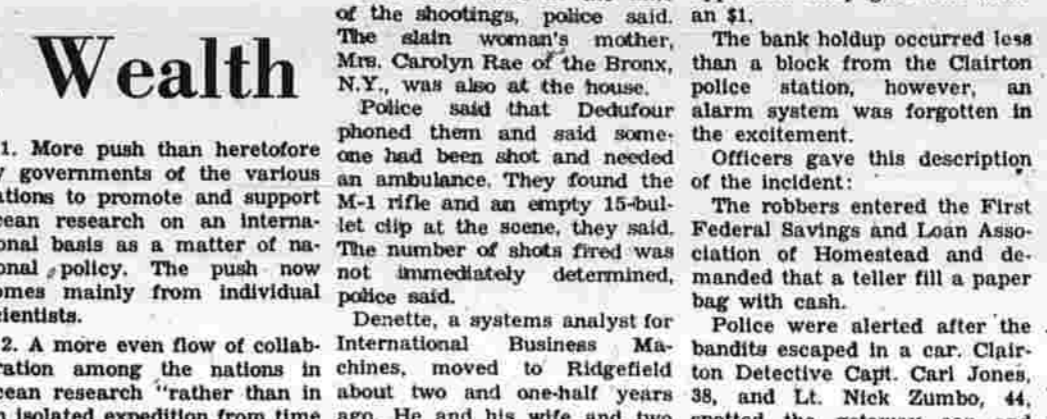 Wealth
1. More push than heretofore
governments of the various
ations to promote and support
cean research on an interna-
onal basis as a matter of na-
onal policy. The push now
omes mainly from individual
cientists.
2. A more even flow of collab-
ration among the nations in
cean research "rather than in
isolated expedition from time
of the shootings, police said.
The slain woman's mother,
Mrs. Carolyn Rae of the Bronx,
N.Y., was also at the house.
Police said that Dedufour
phoned them and said some-
one had been shot and needed
an ambulance. They found the
M-1 rifle and an empty 15-bul-
let clip at the scene, they said.
The number of shots fired was
not immediately determined,
police said.
Denette, a systems analyst for
International Business Ma-
chines, moved to Ridgefield
about two and one-half years
ago. He and his wife and two
an $1.
The bank holdup occurred less
than a block from the Clairton
police station, however, an
alarm system was forgotten in
the excitement.
Officers gave this description
of the incident:
The robbers entered the First
Federal Savings and Loan Asso-
ciation of Homestead and de-
manded that a teller fill a paper
bag with cash.
Police were alerted after the
bandits escaped in a car. Clair-
ton Detective Capt. Carl Jones,
38, and Lt. Nick Zumbo, 44,
spotted the getaway car and